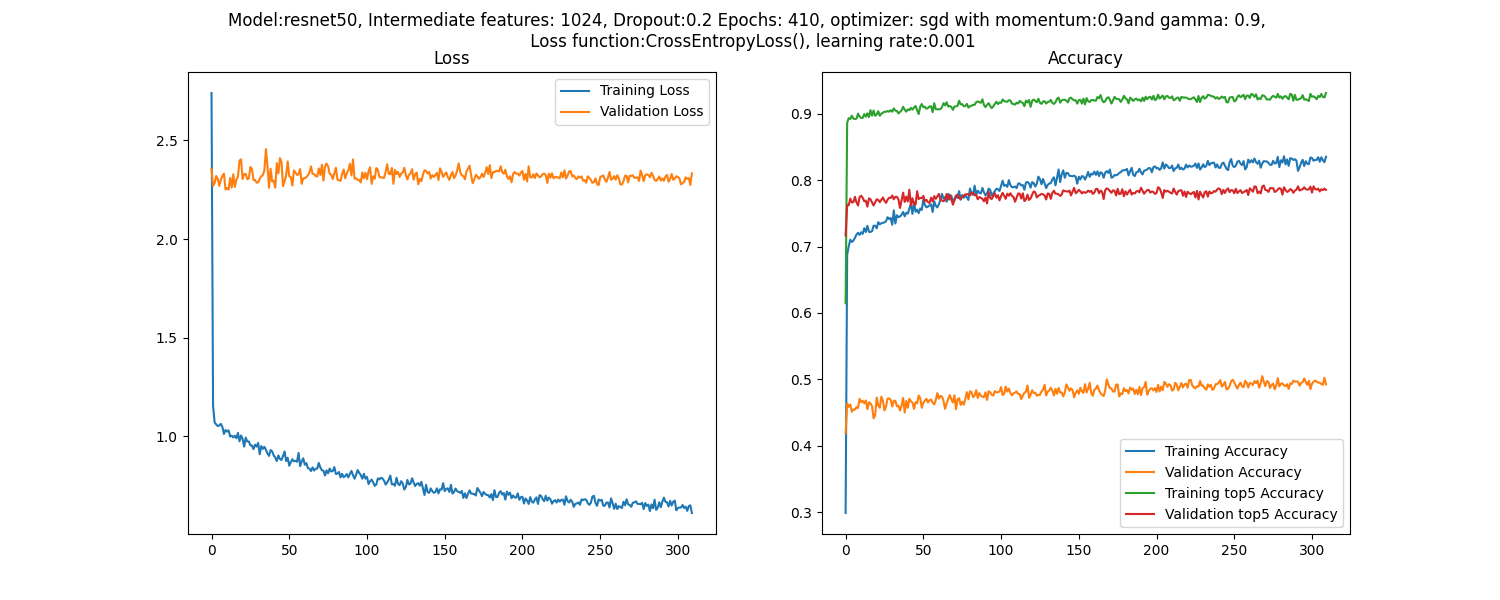 Model:resnet50, Intermediate features: 1024, Dropout:0.2 Epochs: 410, optimizer: sgd with momentum:0.9and gamma: 0.9,
Loss function:CrossEntropyLoss(), learning rate:0.001
Loss
Training Loss
Validation Loss
2.5
2.0
1.5
1.0
0 50 100 150 200 250 300
Accuracy
0.9
0.8
0.7
0.6
0.5
0.4
0.3
Training Accuracy
Validation Accuracy
Training top5 Accuracy
Validation top5 Accuracy
0 50 100 150 200 250 300